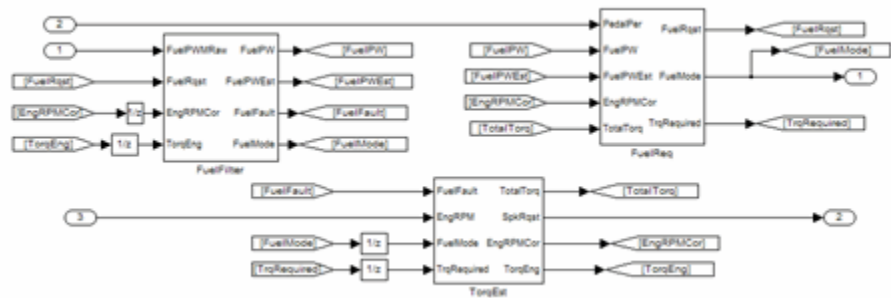 2
PedalPer
FuelRqst
[FuelRqst]
1
FuelPWMRaw
FuelPW
[FuelPW]
[FuelPW]
FuelPW
[FuelMode]
[FuelRqst]
FuelRqst
FuelPWEst
[FuelPWEst]
[FuelPWEst]
FuelPWEst
FuelMode
1
[EngRPMCor]
1/z
EngRPMCor
FuelFault
[FuelFault]
[EngRPMCor]
EngRPMCor
[TorqEng]
1/z
TorqEng
FuelMode
[FuelMode]
[TotalTorq]
TotalTorq
TrqRequired
[TrqRequired]
FuelFilter
FuelReq
[FuelFault]
FuelFault
TotalTorq
[TotalTorq]
3
EngRPM
SpkRqst
2
[FuelMode]
1/z
FuelMode
EngRPMCor
[EngRPMCor]
[TrqRequired]
1/z
TrqRequired
TorqEng
[TorqEng]
TorqEst